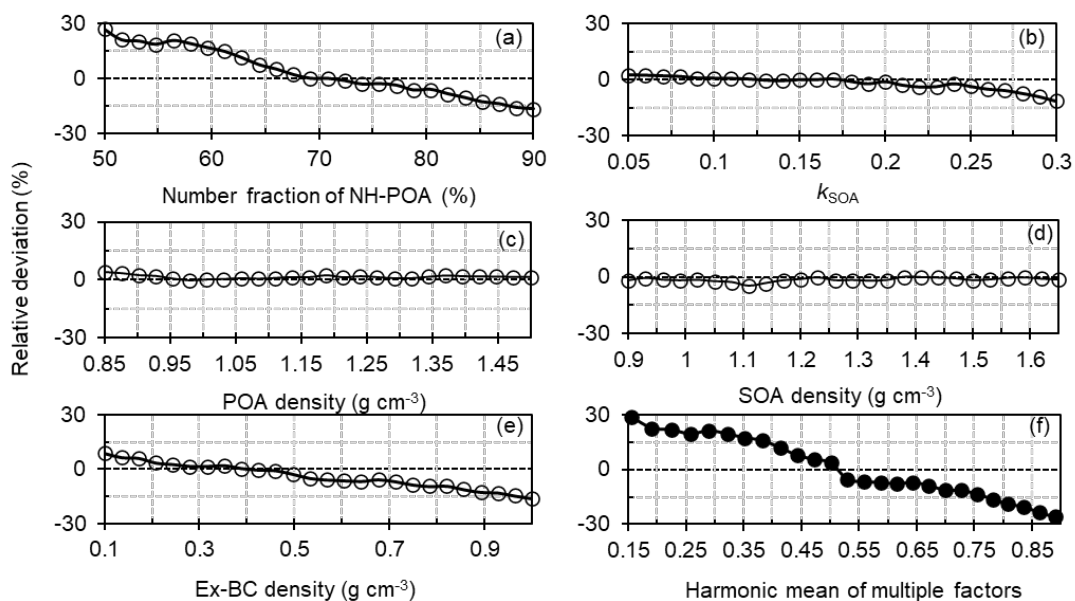 Relative deviation (%)
30
0
-30
(a)
50 60 70 80 90
Number fraction of NH-POA (%)
30
0
-30
(b)
0.05 0.1 0.15 0.2 0.25 0.3
kSOA
30
0
-30
(c)
0.85 0.95 1.05 1.15 1.25 1.35 1.45
POA density (g cm-3)
30
0
-30
(d)
0.9 1 1.1 1.2 1.3 1.4 1.5 1.6
SOA density (g cm-3)
30
0
-30
(e)
0.1 0.3 0.5 0.7 0.9
Ex-BC density (g cm-3)
30
0
-30
(f)
0.15 0.25 0.35 0.45 0.55 0.65 0.75 0.85
Harmonic mean of multiple factors